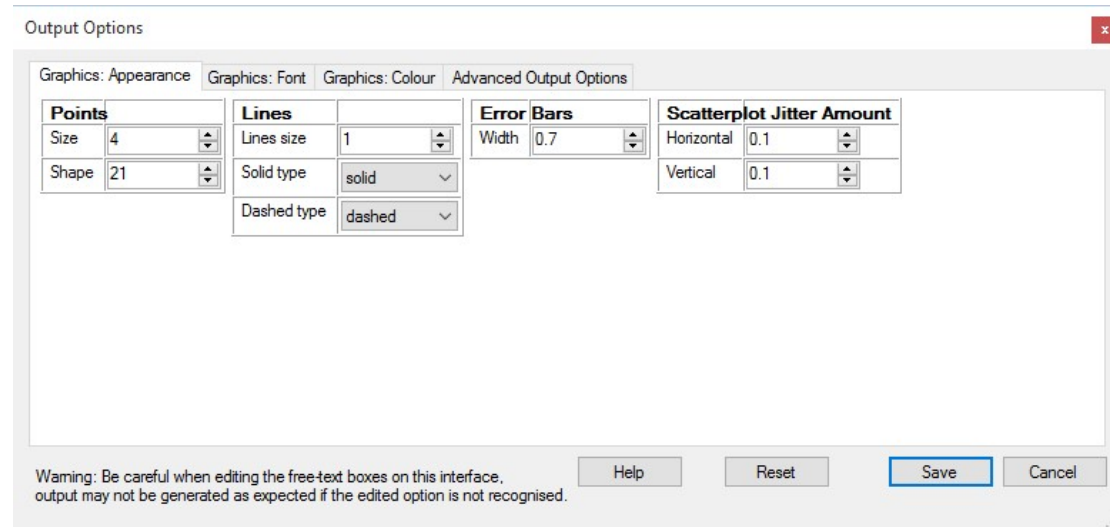 Output Options
x
Graphics: Appearance Graphics: Font Graphics: Colour Advanced Output Options
Points Lines Error Bars Scatterplot Jitter Amount
Size 4 Lines size 1 Width 0.7 Horizontal 0.1
Shape 21 Solid type solid Vertical 0.1
Dashed type dashed
Help Reset Save Cancel
Warning: Be careful when editing the free-text boxes on this interface,
output may not be generated as expected if the edited option is not recognised.